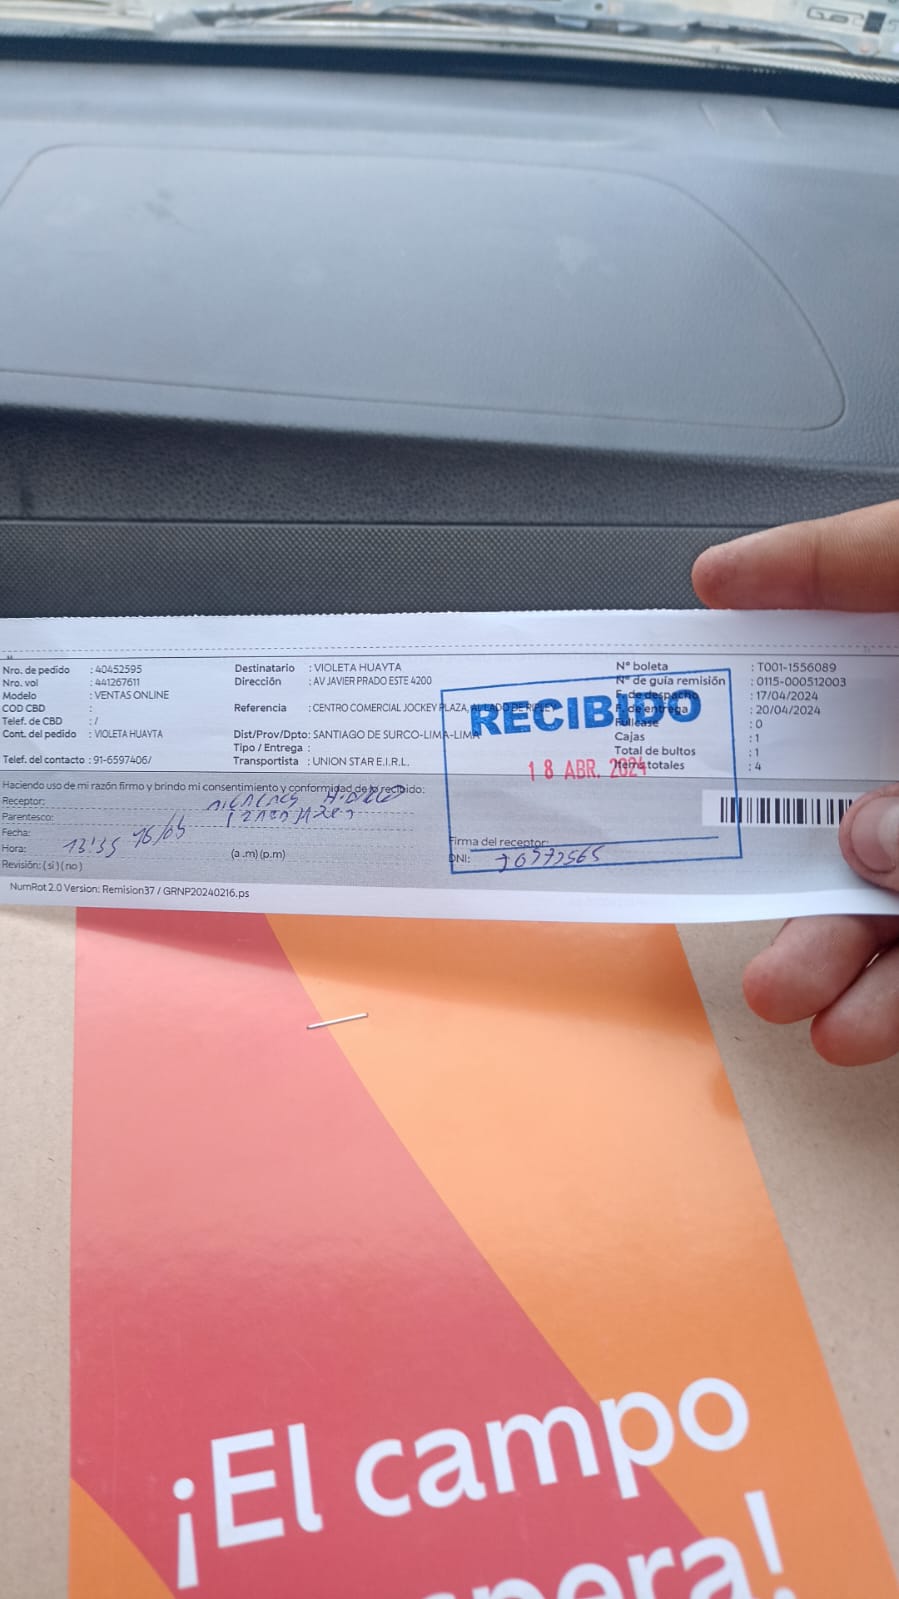 Nro. de pedido : 40452595
Nro. vol : 441267611
Modelo : VENTAS ONLINE
COD CBD :
Telef. de CBD : /
Cont. del pedido : VIOLETA HUAYTA
Telef. del contacto : 91-6597406/
Destinatario : VIOLETA HUAYTA
Dirección : AV JAVIER PRADO ESTE 4200
Referencia : CENTRO COMERCIAL JOCKEY PLAZA, AL LADO DE RIPLEY
Dist/Prov/Dpto: SANTIAGO DE SURCO-LIMA-LIMA
Tipo / Entrega :
Transportista : UNION STAR E.I.R.L.
N° boleta : T001-1556089
N° de guía remisión : 0115-000512003
F. de despacho : 17/04/2024
F. de entrega : 20/04/2024
Fullease : 0
Cajas : 1
Total de bultos : 1
Items totales : 4
RECIBIDO
18 ABR. 2024
Haciendo uso de mi razón firmo y brindo mi consentimiento y conformidad de lo recibido:
Receptor:
Parentesco:
Fecha:
Hora: (a.m) (p.m)
Revisión: ( si ) ( no )
Firma del receptor:
DNI:
NumRot 2.0 Version: Remision37 / GRNP20240216.ps
¡El campo